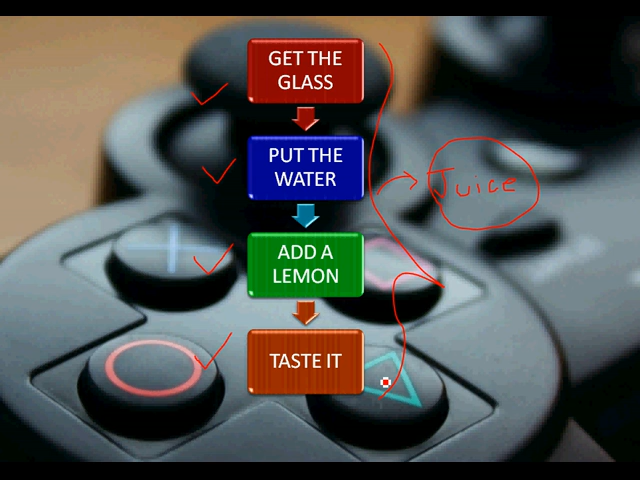 GET THE
GLASS
PUT THE
WATER
Juice
ADD A
LEMON
TASTE IT